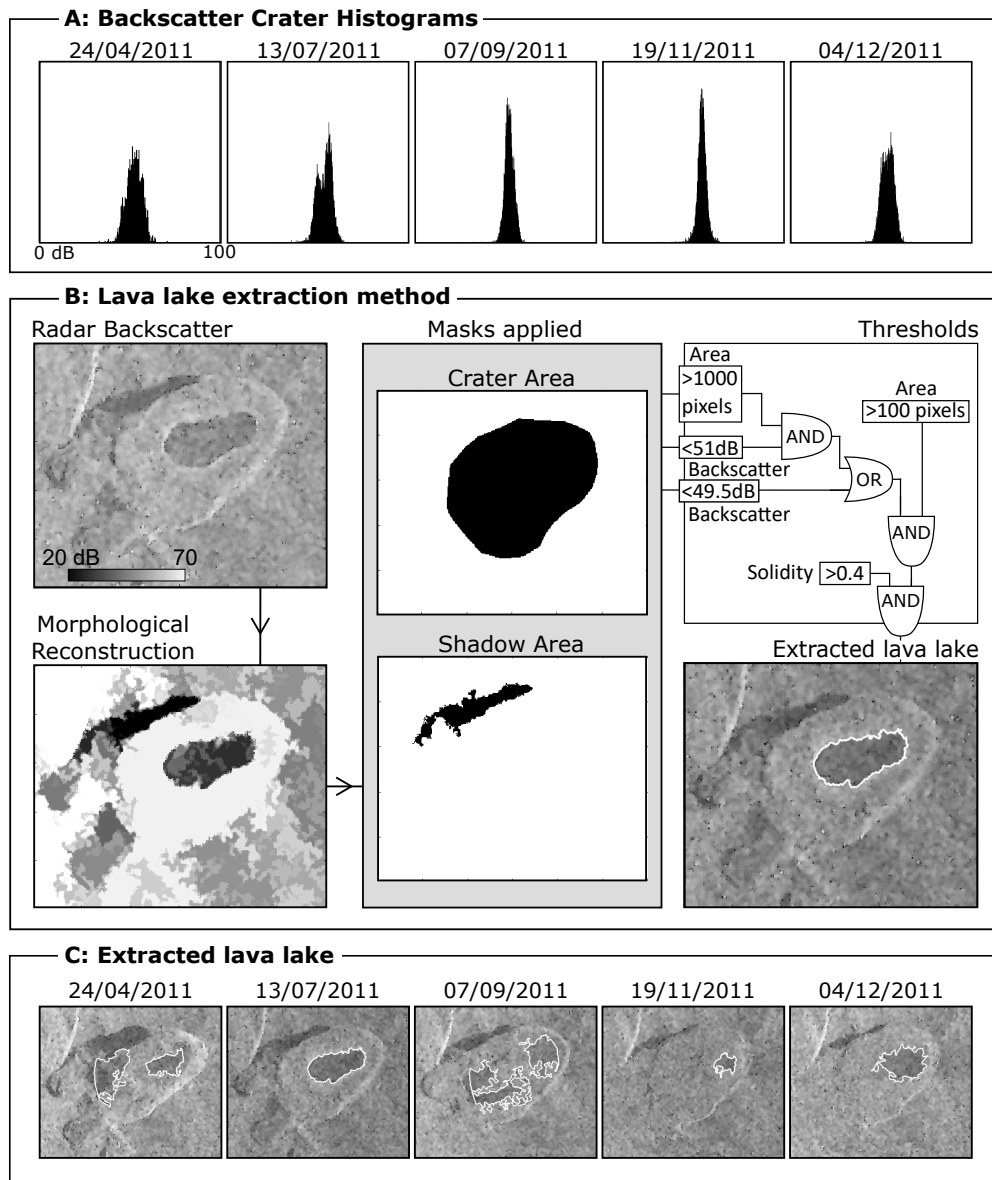 A: Backscatter Crater Histograms
24/04/2011 13/07/2011 07/09/2011 19/11/2011 04/12/2011
0 dB 100
B: Lava lake extraction method
Radar Backscatter
20 dB 70
Morphological
Reconstruction
Masks applied
Crater Area
Shadow Area
Thresholds
Area
>1000
pixels
<51dB
Backscatter
<49.5dB
Backscatter
AND
OR
Area
>100 pixels
AND
Solidity >0.4
AND
Extracted lava lake
C: Extracted lava lake
24/04/2011 13/07/2011 07/09/2011 19/11/2011 04/12/2011